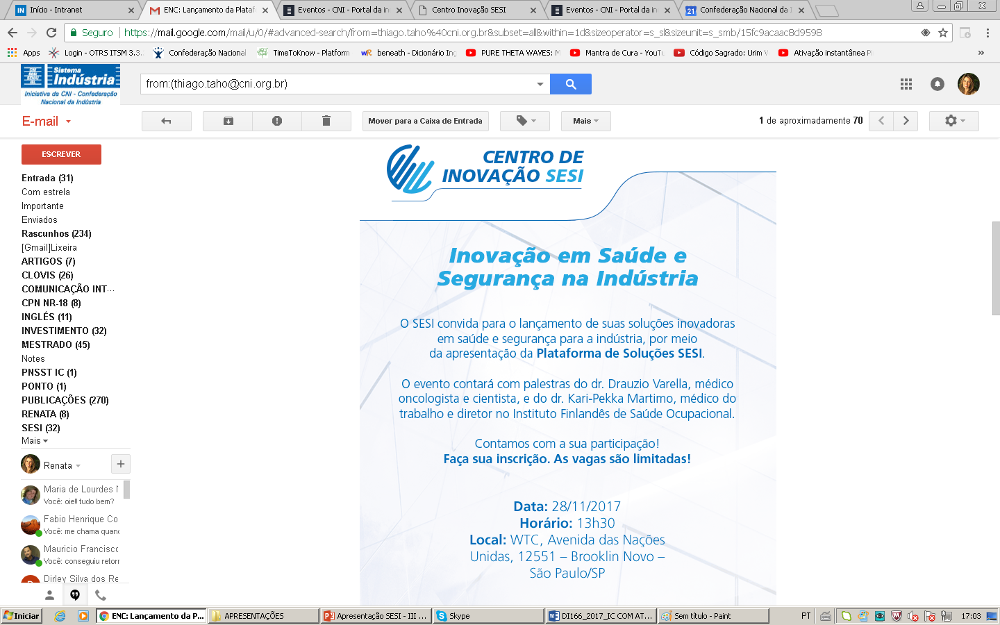 Início - Intranet
ENC: Lançamento da Plataf
Eventos - CNI - Portal da in
Centro Inovação SESI
Eventos - CNI - Portal da in
Confederação Nacional da I
Seguro
https://mail.google.com/mail/u/0/#advanced-search/from=thiago.taho%40cni.org.br&subset=all&within=1d&sizeoperator=s_sl&sizeunit=s_smb/15fc9acaac8d9598
Apps
Login - OTRS ITSM 3.3.
Confederação Nacional
TimeToKnow - Platform
beneath - Dicionário Ing
PURE THETA WAVES: M
Mantra de Cura - YouTu
Código Sagrado: Urim V
Ativação instantânea Pi
»
CNI
SESI
SENAI
IEL
Sistema
Indústria
Iniciativa da CNI - Confederação
Nacional da Indústria
from:(thiago.taho@cni.org.br)
E-mail
Mover para a Caixa de Entrada
Mais
1 de aproximadamente 70
ESCREVER
Entrada (31)
Com estrela
Importante
Enviados
Rascunhos (234)
[Gmail]Lixeira
ARTIGOS (7)
CLOVIS (26)
COMUNICAÇÃO INT...
CPN NR-18 (8)
INGLÊS (11)
INVESTIMENTO (32)
MESTRADO (45)
Notes
PNSST IC (1)
PONTO (1)
PUBLICAÇÕES (270)
RENATA (8)
SESI (32)
Mais
Renata
Maria de Lourdes
Você: oie!! tudo bem?
Fabio Henrique Co
Você: me chama quand
Mauricio Francisco
Você: conseguiu retorn
Dirley Silva dos Re
CENTRO DE
INOVAÇÃO SESI
Inovação em Saúde e
Segurança na Indústria
O SESI convida para o lançamento de suas soluções inovadoras
em saúde e segurança para a indústria, por meio
da apresentação da Plataforma de Soluções SESI.
O evento contará com palestras do dr. Drauzio Varella, médico
oncologista e cientista, e do dr. Kari-Pekka Martimo, médico do
trabalho e diretor no Instituto Finlandês de Saúde Ocupacional.
Contamos com a sua participação!
Faça sua inscrição. As vagas são limitadas!
Data: 28/11/2017
Horário: 13h30
Local: WTC, Avenida das Nações
Unidas, 12551 – Brooklin Novo –
São Paulo/SP
Iniciar
ENC: Lançamento da P...
APRESENTAÇÕES
Apresentação SESI - III ...
Skype
DI166_2017_IC COM AT...
Sem título - Paint
PT
17:03